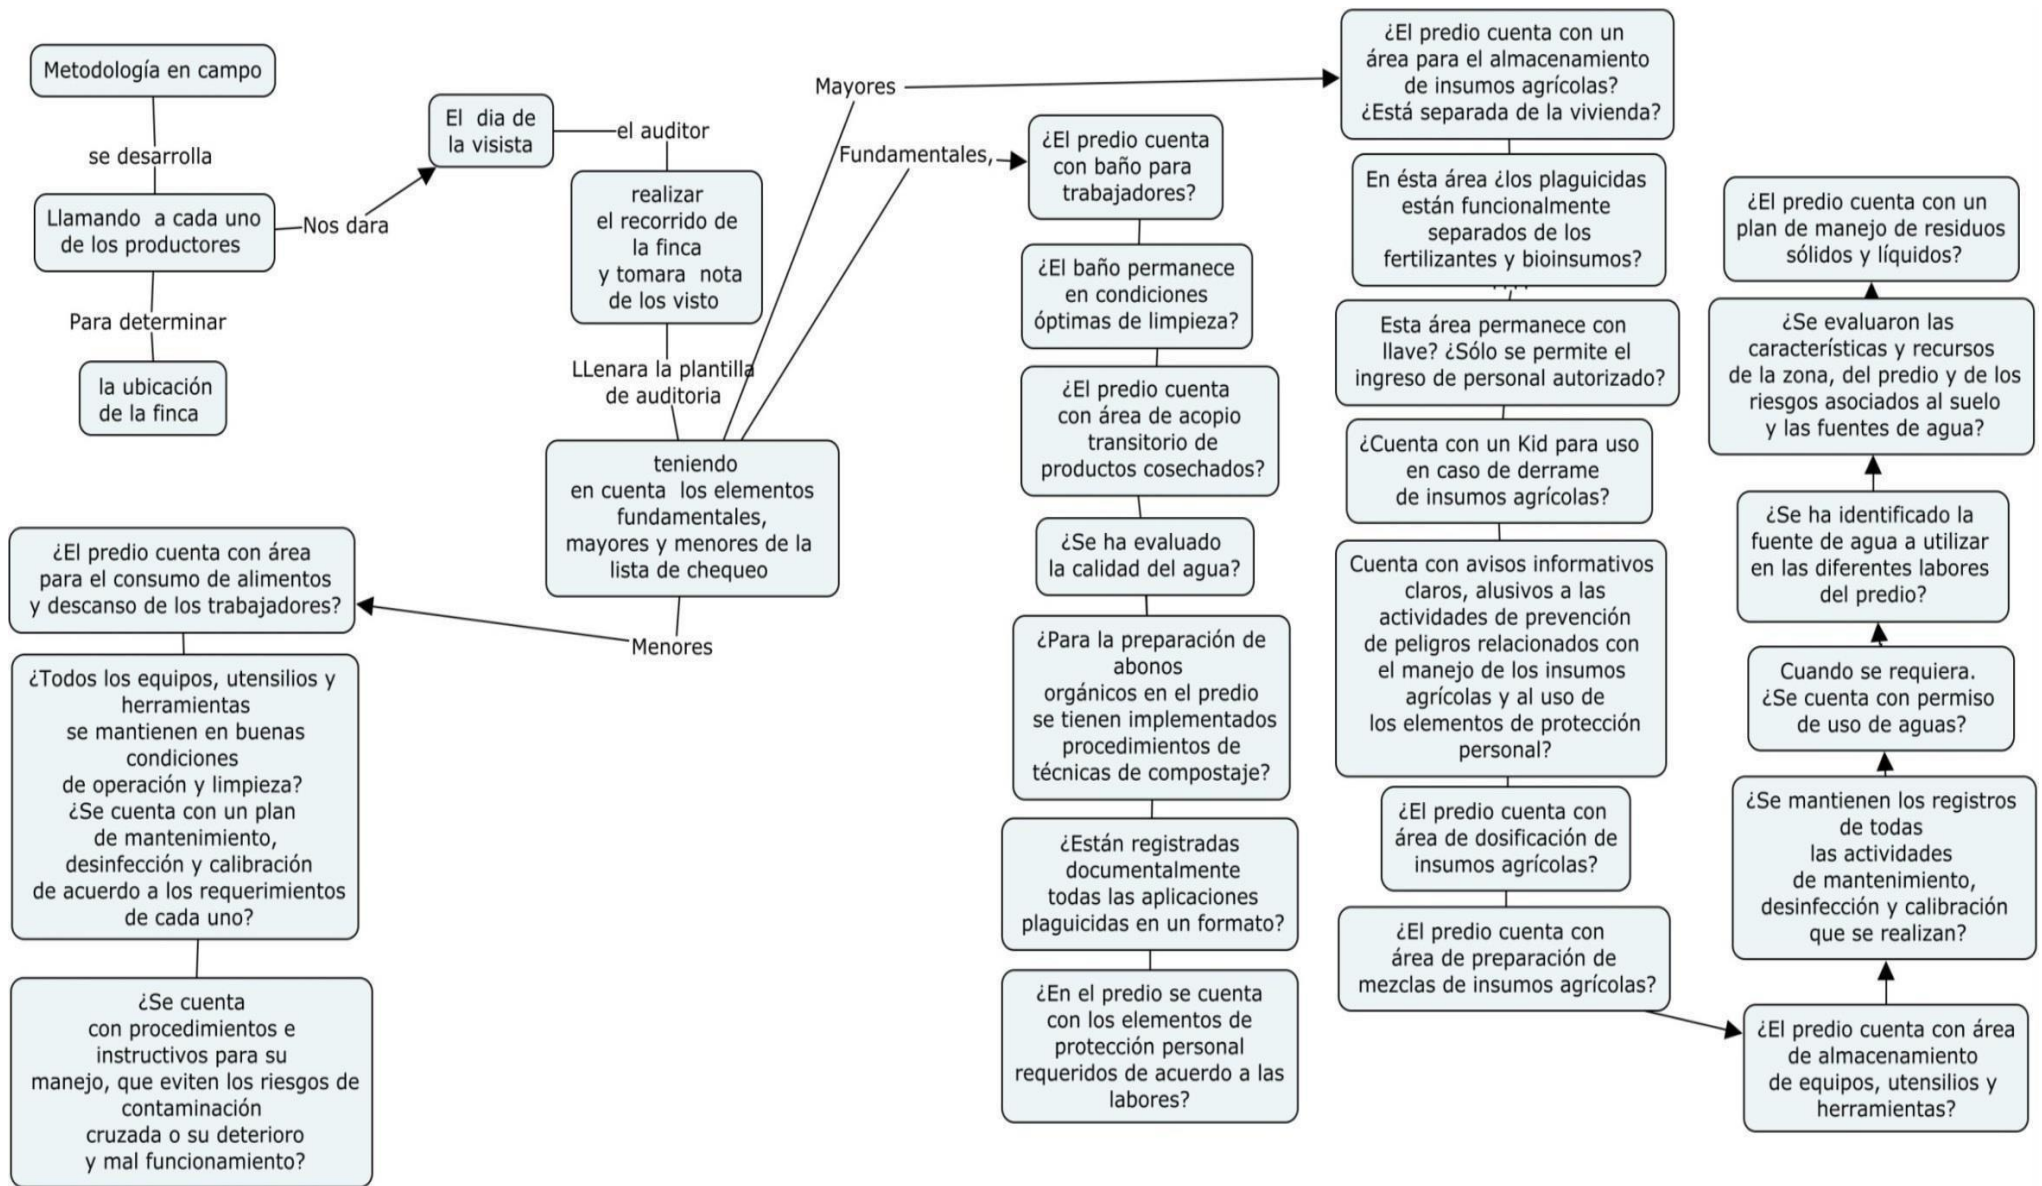 Metodología en campo
se desarrolla
Llamando a cada uno
de los productores
Para determinar
la ubicación
de la finca
Nos dara
El dia de
la visista
el auditor
realizar
el recorrido de
la finca
y tomara nota
de los visto
LLenara la plantilla
de auditoria
teniendo
en cuenta los elementos
fundamentales,
mayores y menores de la
lista de chequeo
Menores
¿El predio cuenta con área
para el consumo de alimentos
y descanso de los trabajadores?
¿Todos los equipos, utensilios y
herramientas
se mantienen en buenas
condiciones
de operación y limpieza?
¿Se cuenta con un plan
de mantenimiento,
desinfección y calibración
de acuerdo a los requerimientos
de cada uno?
¿Se cuenta
con procedimientos e
instructivos para su
manejo, que eviten los riesgos de
contaminación
cruzada o su deterioro
y mal funcionamiento?
Fundamentales,
¿El predio cuenta
con baño para
trabajadores?
¿El baño permanece
en condiciones
óptimas de limpieza?
¿El predio cuenta
con área de acopio
transitorio de
productos cosechados?
¿Se ha evaluado
la calidad del agua?
¿Para la preparación de
abonos
orgánicos en el predio
se tienen implementados
procedimientos de
técnicas de compostaje?
¿Están registradas
documentalmente
todas las aplicaciones
plaguicidas en un formato?
¿En el predio se cuenta
con los elementos de
protección personal
requeridos de acuerdo a las
labores?
Mayores
¿El predio cuenta con un
área para el almacenamiento
de insumos agrícolas?
¿Está separada de la vivienda?
En ésta área ¿los plaguicidas
están funcionalmente
separados de los
fertilizantes y bioinsumos?
Esta área permanece con
llave? ¿Sólo se permite el
ingreso de personal autorizado?
¿Cuenta con un Kid para uso
en caso de derrame
de insumos agrícolas?
Cuenta con avisos informativos
claros, alusivos a las
actividades de prevención
de peligros relacionados con
el manejo de los insumos
agrícolas y al uso de
los elementos de protección
personal?
¿El predio cuenta con
área de dosificación de
insumos agrícolas?
¿El predio cuenta con
área de preparación de
mezclas de insumos agrícolas?
¿El predio cuenta con área
de almacenamiento
de equipos, utensilios y
herramientas?
¿Se mantienen los registros
de todas
las actividades
de mantenimiento,
desinfección y calibración
que se realizan?
Cuando se requiera.
¿Se cuenta con permiso
de uso de aguas?
¿Se ha identificado la
fuente de agua a utilizar
en las diferentes labores
del predio?
¿Se evaluaron las
características y recursos
de la zona, del predio y de los
riesgos asociados al suelo
y las fuentes de agua?
¿El predio cuenta con un
plan de manejo de residuos
sólidos y líquidos?